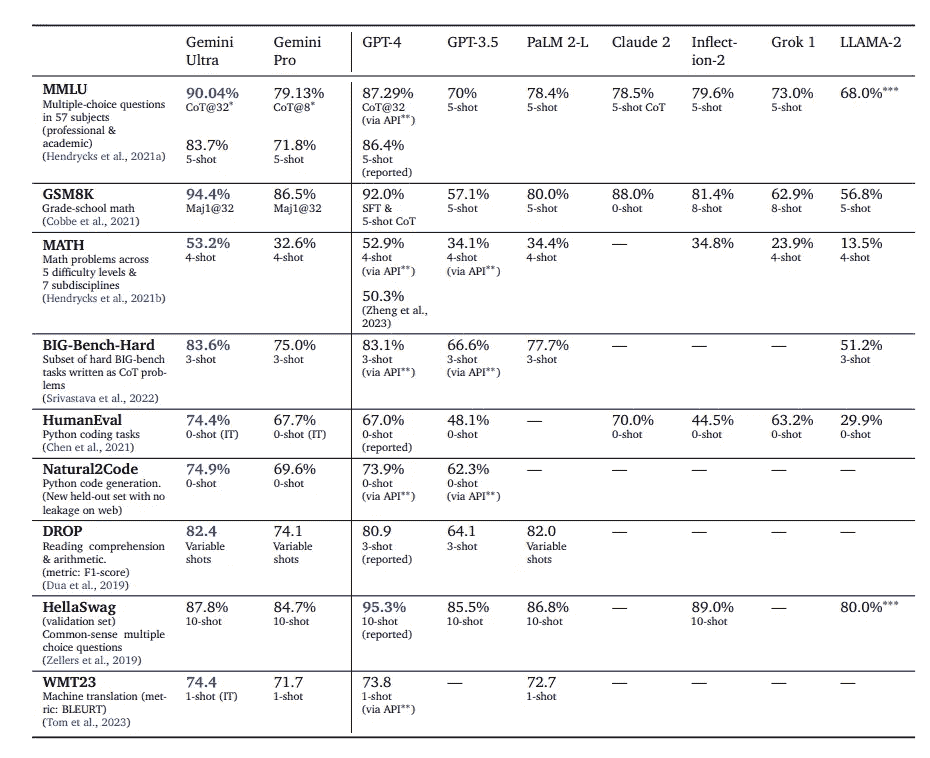 Gemini Ultra Gemini Pro GPT-4 GPT-3.5 PaLM 2-L Claude 2 Inflect-ion-2 Grok 1 LLAMA-2
MMLU
Multiple-choice questions
in 57 subjects
(professional &
academic)
(Hendrycks et al., 2021a)
90.04% 79.13% 87.29% 70% 78.4% 78.5% 79.6% 73.0% 68.0%***
CoT@32* CoT@8* CoT@32 5-shot 5-shot 5-shot CoT 5-shot 5-shot
(via API**)
83.7% 71.8% 86.4%
5-shot 5-shot 5-shot
(reported)
GSM8K
Grade-school math
(Cobbe et al., 2021)
94.4% 86.5% 92.0% 57.1% 80.0% 88.0% 81.4% 62.9% 56.8%
Maj1@32 Maj1@32 SFT & 5-shot 5-shot 0-shot 8-shot 8-shot 5-shot
5-shot CoT
MATH
Math problems across
5 difficulty levels &
7 subdisciplines
(Hendrycks et al., 2021b)
53.2% 32.6% 52.9% 34.1% 34.4% — 34.8% 23.9% 13.5%
4-shot 4-shot 4-shot 4-shot 4-shot 4-shot 4-shot
(via API**) (via API**)
50.3%
(Zheng et al.,
2023)
BIG-Bench-Hard
Subset of hard BIG-bench
tasks written as CoT prob-
lems
(Srivastava et al., 2022)
83.6% 75.0% 83.1% 66.6% 77.7% — — — 51.2%
3-shot 3-shot 3-shot 3-shot 3-shot 3-shot
(via API**) (via API**)
HumanEval
Python coding tasks
(Chen et al., 2021)
74.4% 67.7% 67.0% 48.1% — 70.0% 44.5% 63.2% 29.9%
0-shot (IT) 0-shot (IT) 0-shot 0-shot 0-shot 0-shot 0-shot 0-shot
(reported)
Natural2Code
Python code generation.
(New held-out set with no
leakage on web)
74.9% 69.6% 73.9% 62.3% — — — — —
0-shot 0-shot 0-shot 0-shot
(via API**) (via API**)
DROP
Reading comprehension
& arithmetic.
(metric: F1-score)
(Dua et al., 2019)
82.4 74.1 80.9 64.1 82.0 — — — —
Variable Variable 3-shot 3-shot Variable
shots shots (reported) shots
HellaSwag
(validation set)
Common-sense multiple
choice questions
(Zellers et al., 2019)
87.8% 84.7% 95.3% 85.5% 86.8% — 89.0% — 80.0%***
10-shot 10-shot 10-shot 10-shot 10-shot 10-shot
(reported)
WMT23
Machine translation (met-
ric: BLEURT)
(Tom et al., 2023)
74.4 71.7 73.8 — 72.7 — — — —
1-shot (IT) 1-shot 1-shot 1-shot
(via API**)